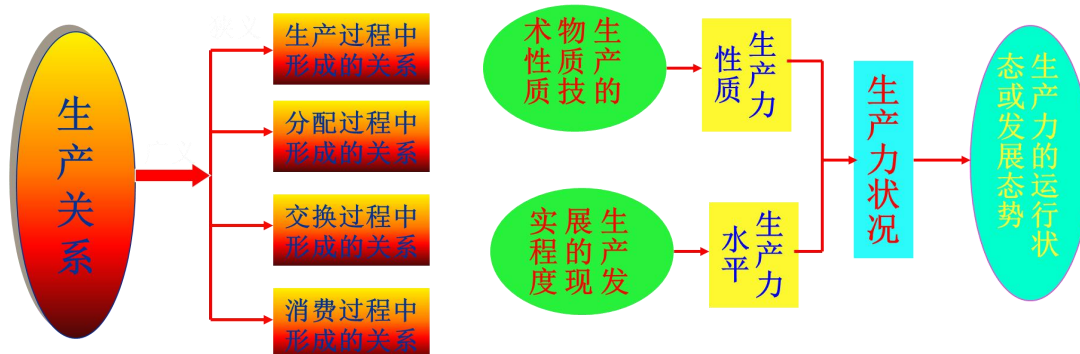 生产关系
生产过程中
形成的关系
分配过程中
形成的关系
交换过程中
形成的关系
消费过程中
形成的关系
生产的
物质技
术性质
生产力
性质
生产发
展的现
实程度
生产力
水平
生产力状况
生产力的运行状
态或发展态势